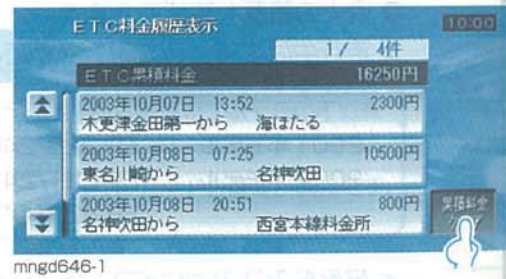 ETC料金履歴表示 10:00
1/ 4件
ETC累積料金 16250円
2003年10月07日 13:52 2300円
木更津金田第一から 海ほたる
2003年10月08日 07:25 10500円
東名川崎から 名神吹田
2003年10月08日 20:51 800円
名神吹田から 西宮本線料金所
累積料金
mngd646-1